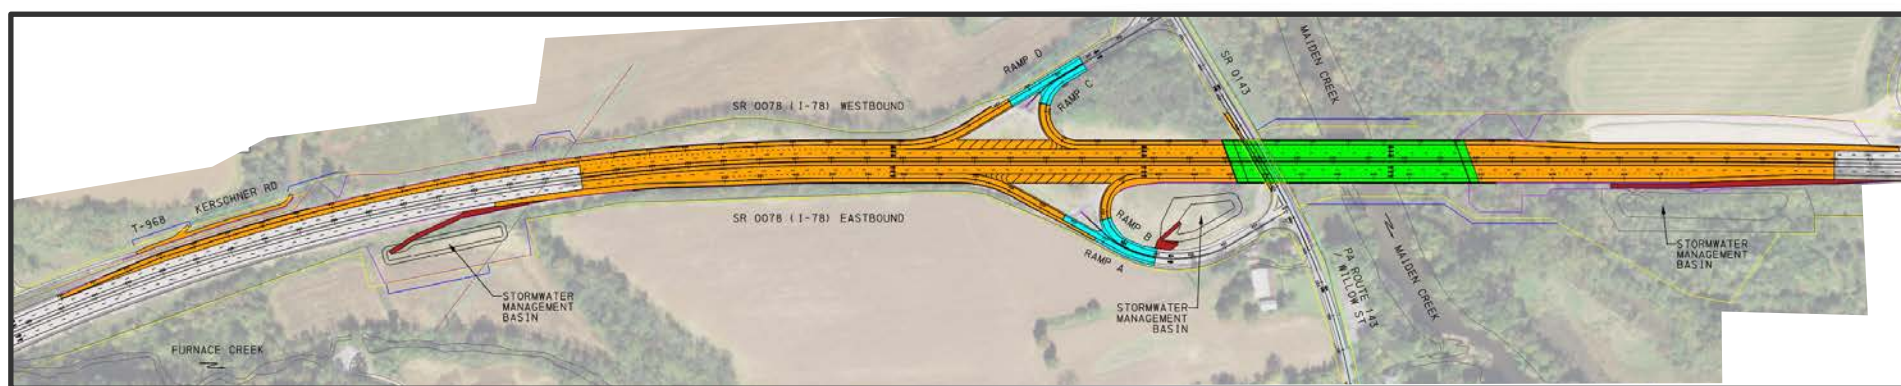 RAMP D
RAMP C
SR 0143
MAIDEN CREEK
SR 0078 (I-78) WESTBOUND
T-968
KERSCHNER RD
SR 0078 (I-78) EASTBOUND
RAMP B
RAMP A
STORMWATER
MANAGEMENT
BASIN
STORMWATER
MANAGEMENT
BASIN
STORMWATER
MANAGEMENT
BASIN
PA ROUTE 143
/ WILLOW ST
MAIDEN CREEK
FURNACE CREEK